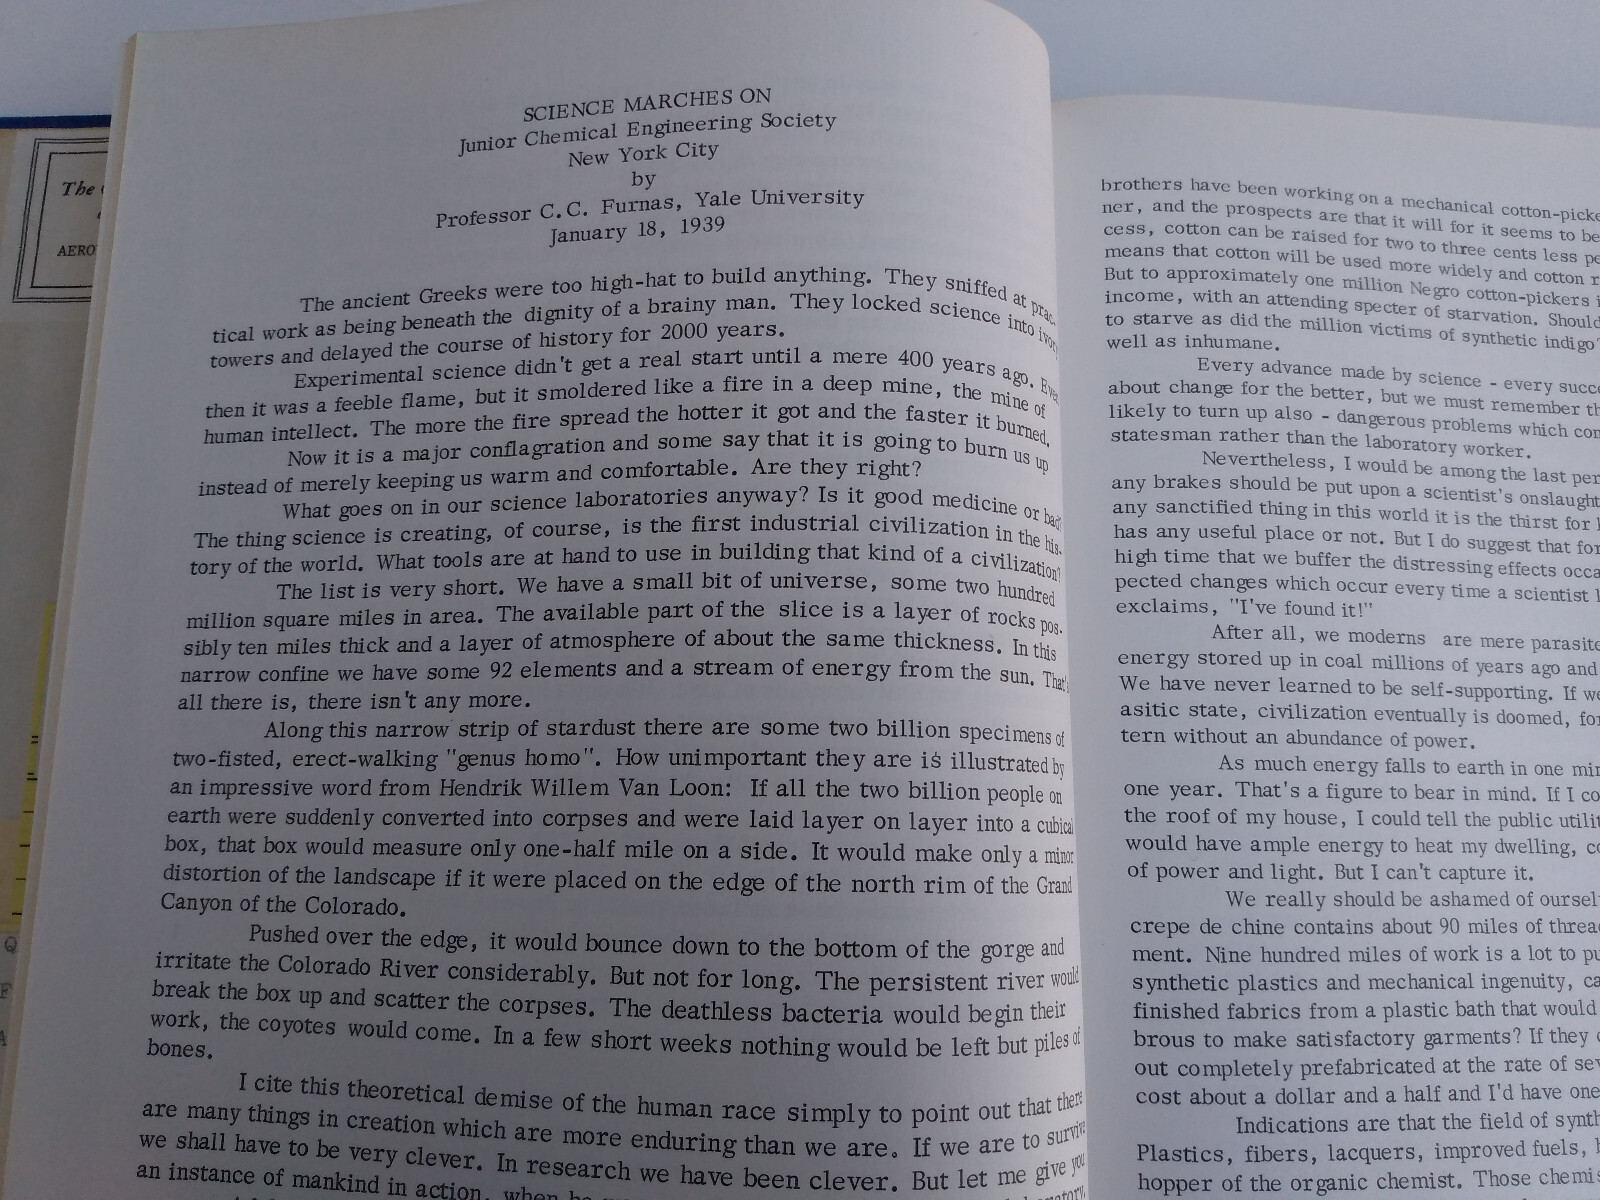 SCIENCE MARCHES ON
Junior Chemical Engineering Society
New York City
by
Professor C. C. Furnas, Yale University
January 18, 1939
The ancient Greeks were too high-hat to build anything. They sniffed at prac-
tical work as being beneath the dignity of a brainy man. They locked science into ivory
towers and delayed the course of history for 2000 years.
Experimental science didn't get a real start until a mere 400 years ago. Even
then it was a feeble flame, but it smoldered like a fire in a deep mine, the mine of
human intellect. The more the fire spread the hotter it got and the faster it burned.
Now it is a major conflagration and some say that it is going to burn us up
instead of merely keeping us warm and comfortable. Are they right?
What goes on in our science laboratories anyway? Is it good medicine or bad?
The thing science is creating, of course, is the first industrial civilization in the his-
tory of the world. What tools are at hand to use in building that kind of a civilization?
The list is very short. We have a small bit of universe, some two hundred
million square miles in area. The available part of the slice is a layer of rocks pos-
sibly ten miles thick and a layer of atmosphere of about the same thickness. In this
narrow confine we have some 92 elements and a stream of energy from the sun. That's
all there is, there isn't any more.
Along this narrow strip of stardust there are some two billion specimens of
two-fisted, erect-walking "genus homo". How unimportant they are is illustrated by
an impressive word from Hendrik Willem Van Loon: If all the two billion people on
earth were suddenly converted into corpses and were laid layer on layer into a cubical
box, that box would measure only one-half mile on a side. It would make only a minor
distortion of the landscape if it were placed on the edge of the north rim of the Grand
Canyon of the Colorado.
Pushed over the edge, it would bounce down to the bottom of the gorge and
irritate the Colorado River considerably. But not for long. The persistent river would
break the box up and scatter the corpses. The deathless bacteria would begin their
work, the coyotes would come. In a few short weeks nothing would be left but piles of
bones.
I cite this theoretical demise of the human race simply to point out that there
are many things in creation which are more enduring than we are. If we are to survive
we shall have to be very clever. In research we have been clever. But let me give you
an instance of mankind in action, when he
The
AERO
brothers have been working on a mechanical cotton-picke
ner, and the prospects are that it will for it seems to be
cess, cotton can be raised for two to three cents less pe
means that cotton will be used more widely and cotton r
But to approximately one million Negro cotton-pickers i
income, with an attending specter of starvation. Should
to starve as did the million victims of synthetic indigo
well as inhumane.
Every advance made by science - every succe
about change for the better, but we must remember th
likely to turn up also - dangerous problems which con
statesman rather than the laboratory worker.
Nevertheless, I would be among the last per
any brakes should be put upon a scientist's onslaught
any sanctified thing in this world it is the thirst for
has any useful place or not. But I do suggest that for
high time that we buffer the distressing effects occa
pected changes which occur every time a scientist
exclaims, "I've found it!"
After all, we moderns are mere parasite
energy stored up in coal millions of years ago and
We have never learned to be self-supporting. If we
asitic state, civilization eventually is doomed, for
tern without an abundance of power.
As much energy falls to earth in one min
one year. That's a figure to bear in mind. If I co
the roof of my house, I could tell the public utilit
would have ample energy to heat my dwelling, co
of power and light. But I can't capture it.
We really should be ashamed of oursel
crepe de chine contains about 90 miles of threa
ment. Nine hundred miles of work is a lot to pu
synthetic plastics and mechanical ingenuity, ca
finished fabrics from a plastic bath that would
brous to make satisfactory garments? If they
out completely prefabricated at the rate of sev
cost about a dollar and a half and I'd have one
Indications are that the field of synth
Plastics, fibers, lacquers, improved fuels,
hopper of the organic chemist. Those chemis